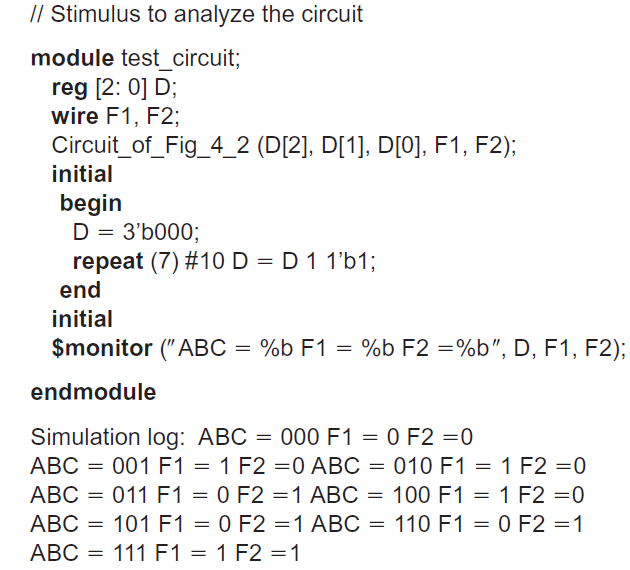 // Stimulus to analyze the circuit
module test_circuit;
reg [2: 0] D;
wire F1, F2;
Circuit_of_Fig_4_2 (D[2], D[1], D[0], F1, F2);
initial
begin
D = 3’b000;
repeat (7) #10 D = D 1 1’b1;
end
initial
$monitor (”ABC = %b F1 = %b F2 =%b”, D, F1, F2);
endmodule
Simulation log: ABC = 000 F1 = 0 F2 =0
ABC = 001 F1 = 1 F2 =0 ABC = 010 F1 = 1 F2 =0
ABC = 011 F1 = 0 F2 =1 ABC = 100 F1 = 1 F2 =0
ABC = 101 F1 = 0 F2 =1 ABC = 110 F1 = 0 F2 =1
ABC = 111 F1 = 1 F2 =1